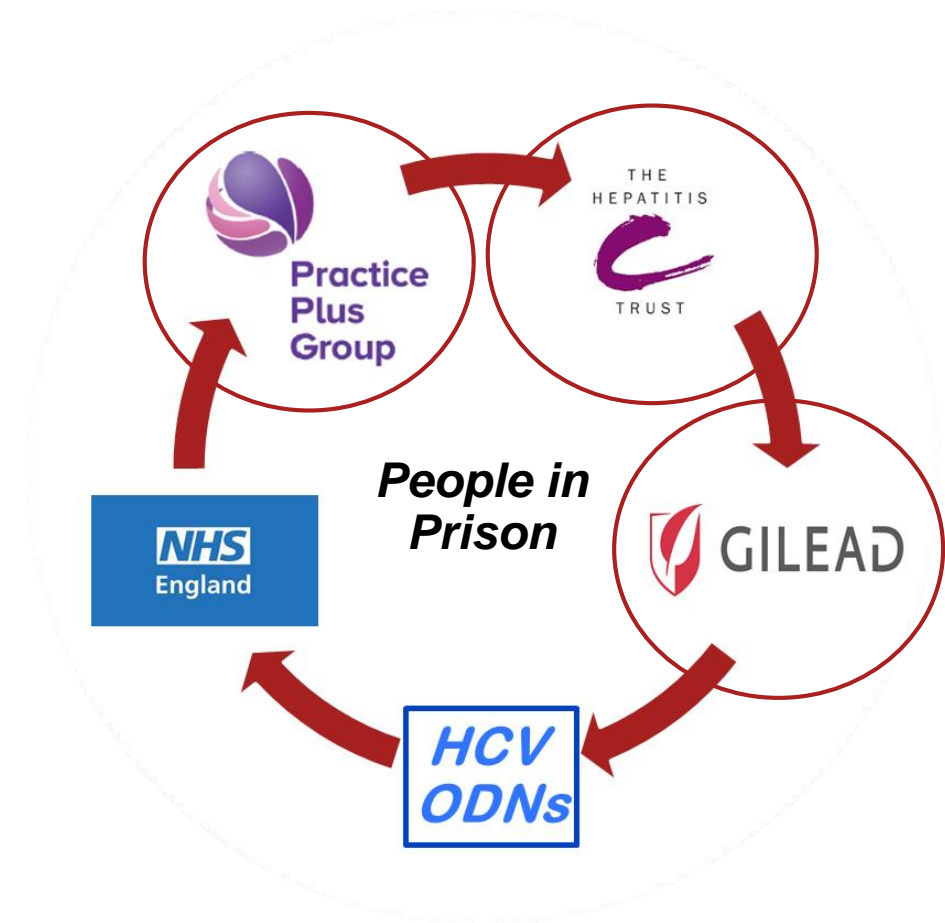 Practice
Plus
Group
THE
HEPATITIS
C
TRUST
People in
Prison
NHS
England
GILEAD
HCV
ODNs